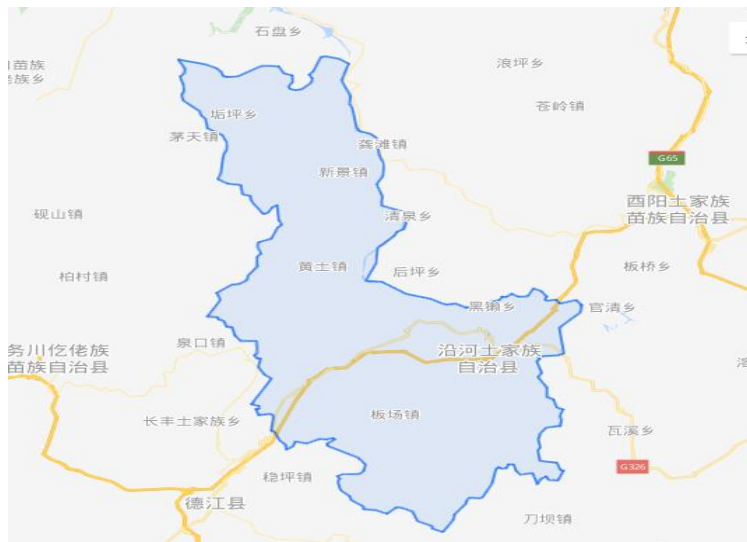 石盘乡
浪坪乡
川苗族
老族乡
苍岭镇
垢坪乡
茅天镇
龚滩镇
G65
新景镇
酉阳土家族
苗族自治县
砚山镇
清泉乡
黄土镇
后坪乡
板桥乡
柏村镇
黑獭乡
官清乡
泉口镇
务川仡佬族
苗族自治县
沿河土家族
自治县
长丰土家族乡
板场镇
瓦溪乡
G326
稳坪镇
德江县
刀坝镇